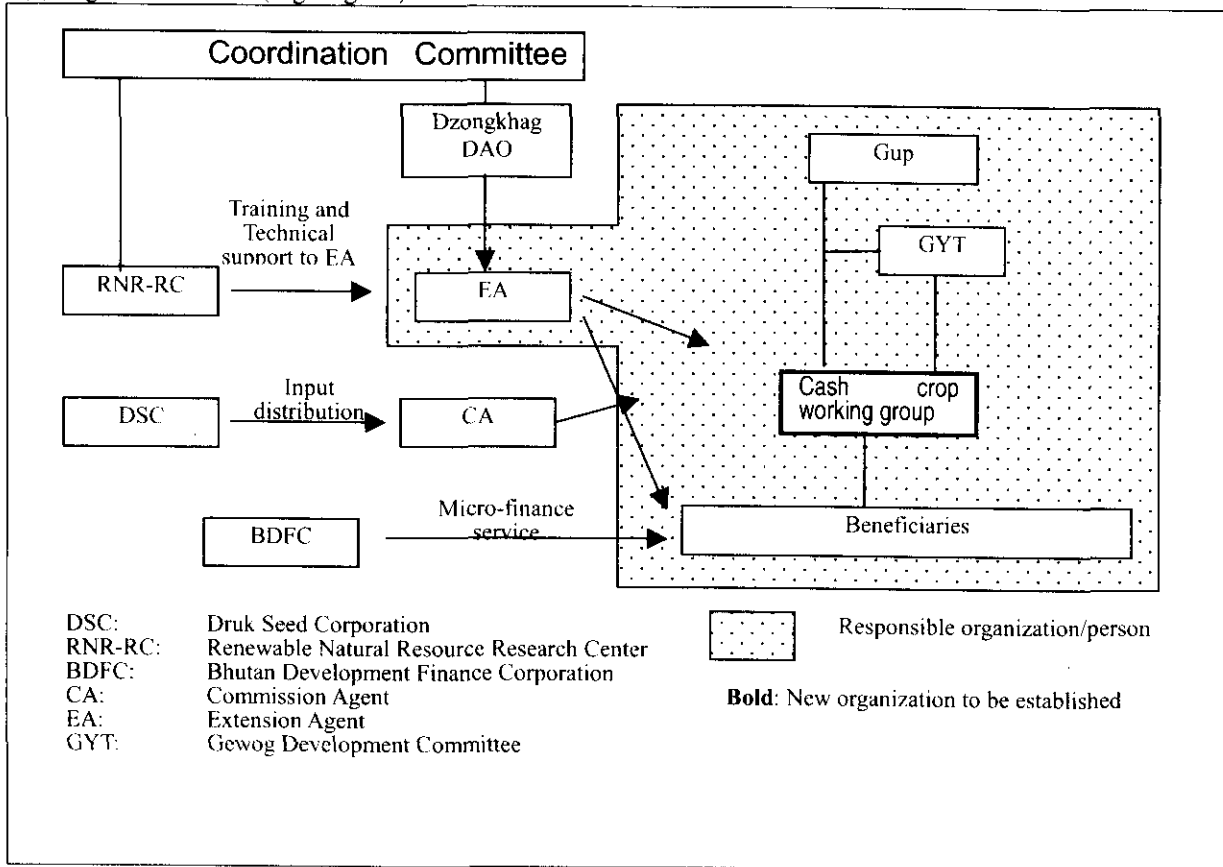 Coordination Committee
Dzongkhag
DAO
Gup
Training and
Technical
support to EA
GYT
RNR-RC
EA
Input
distribution
Cash crop
working group
DSC
CA
Micro-finance
service
BDFC
Beneficiaries
DSC: Druk Seed Corporation
RNR-RC: Renewable Natural Resource Research Center
BDFC: Bhutan Development Finance Corporation
CA: Commission Agent
EA: Extension Agent
GYT: Gewog Development Committee
Responsible organization/person
Bold: New organization to be established